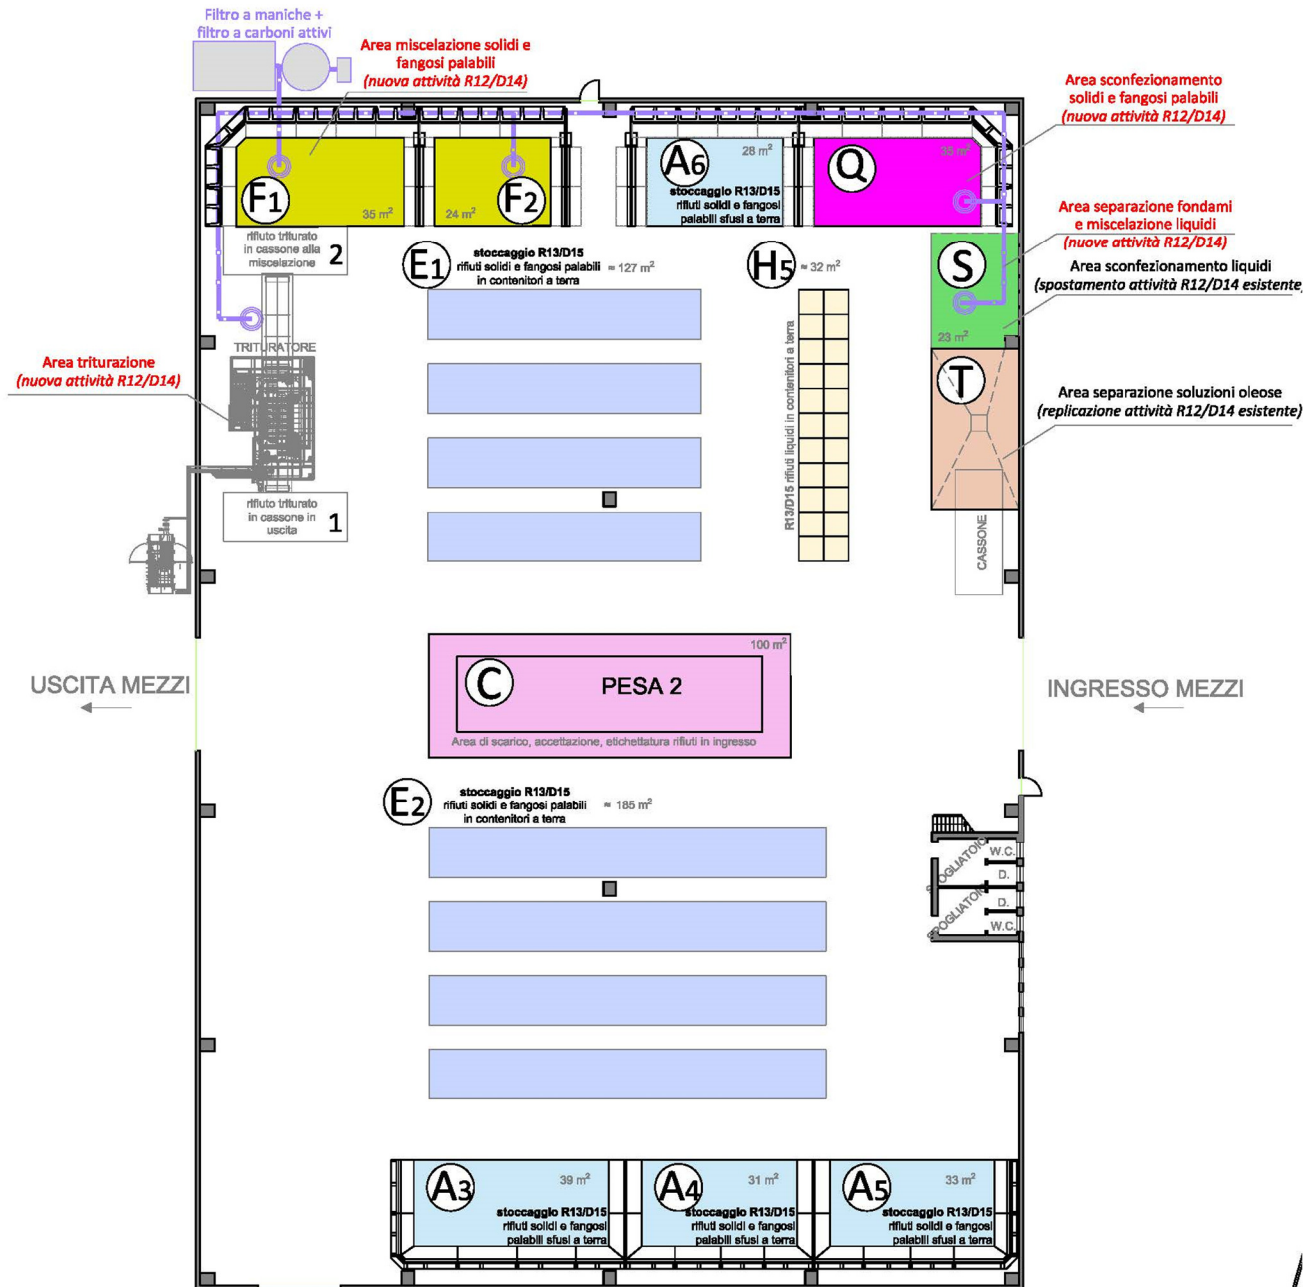 Filtro a maniche +
filtro a carboni attivi
Area miscelazione solidi e
fangosi palabili
(nuova attività R12/D14)
Area sconfezionamento
solidi e fangosi palabili
(nuova attività R12/D14)
F1
35 m²
24 m²
F2
A6
28 m²
stoccaggio R13/D15
rifiuti solidi e fangosi
palabili sfusi a terra
Q
35 m²
Area separazione fondami
e miscelazione liquidi
(nuove attività R12/D14)
Area sconfezionamento liquidi
(spostamento attività R12/D14 esistente)
rifiuto triturato
in cassone alla
miscelazione
2
E1
stoccaggio R13/D15
rifiuti solidi e fangosi palabili
in contenitori a terra
≈ 127 m²
H5
≈ 32 m²
R13/D15 rifiuti liquidi in contenitori a terra
S
23 m²
TRITURATORE
Area triturazione
(nuova attività R12/D14)
T
Area separazione soluzioni oleose
(replicazione attività R12/D14 esistente)
rifiuto triturato
in cassone in
uscita
1
CASSONE
USCITA MEZZI
C
PESA 2
100 m²
Area di scarico, accettazione, etichettatura rifiuti in ingresso
INGRESSO MEZZI
E2
stoccaggio R13/D15
rifiuti solidi e fangosi palabili
in contenitori a terra
≈ 185 m²
SPOGLIATOIO
W.C.
D.
SPOGLIATOIO
D.
W.C.
A3
39 m²
stoccaggio R13/D15
rifiuti solidi e fangosi
palabili sfusi a terra
A4
31 m²
stoccaggio R13/D15
rifiuti solidi e fangosi
palabili sfusi a terra
A5
33 m²
stoccaggio R13/D15
rifiuti solidi e fangosi
palabili sfusi a terra